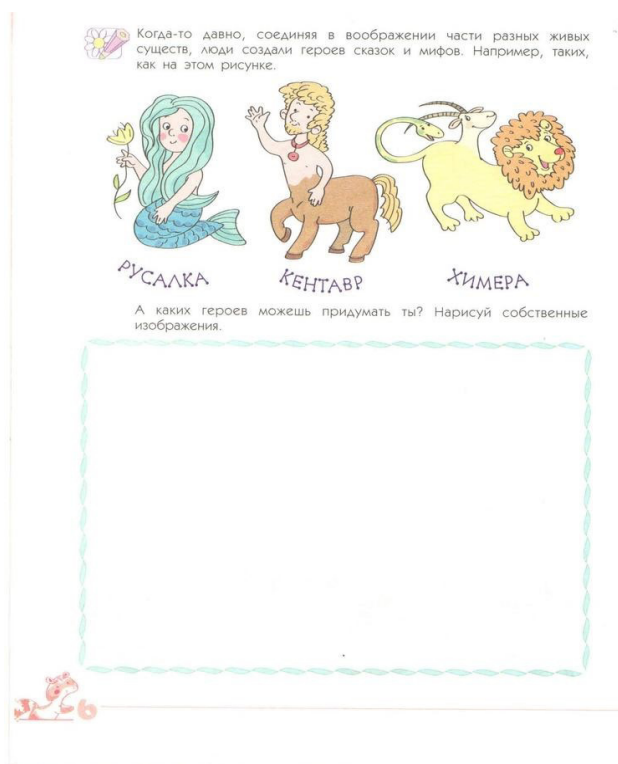 Когда-то давно, соединяя в воображении части разных живых
существ, люди создали героев сказок и мифов. Например, таких,
как на этом рисунке.
РУСАЛКА
КЕНТАВР
ХИМЕРА
А каких героев можешь придумать ты? Нарисуй собственные
изображения.
6